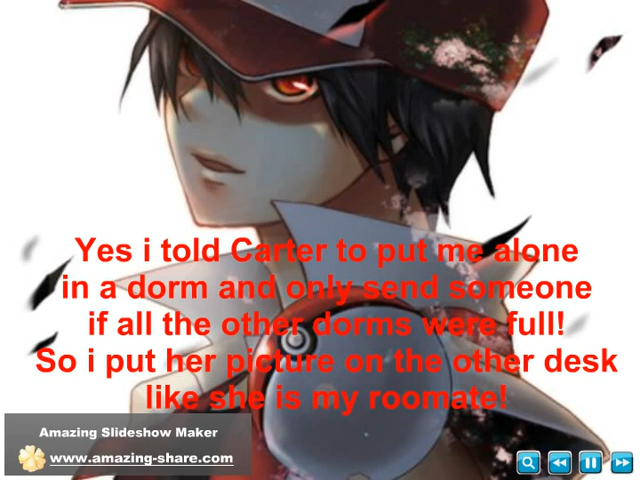 Yes i told Carter to put me alone
in a dorm and only send someone
if all the other dorms were full!
So i put her picture on the other desk
like she is my roomate!
Amazing Slideshow Maker
www.amazing-share.com